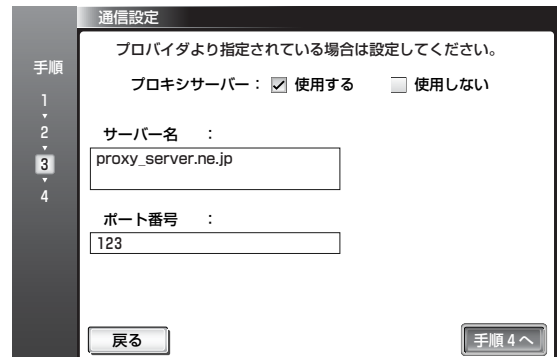 通信設定
手順
1
2
3
4
プロバイダより指定されている場合は設定してください。
プロキシサーバー： 使用する 使用しない
サーバー名 ：
proxy_server.ne.jp
ポート番号 ：
123
戻る
手順4へ